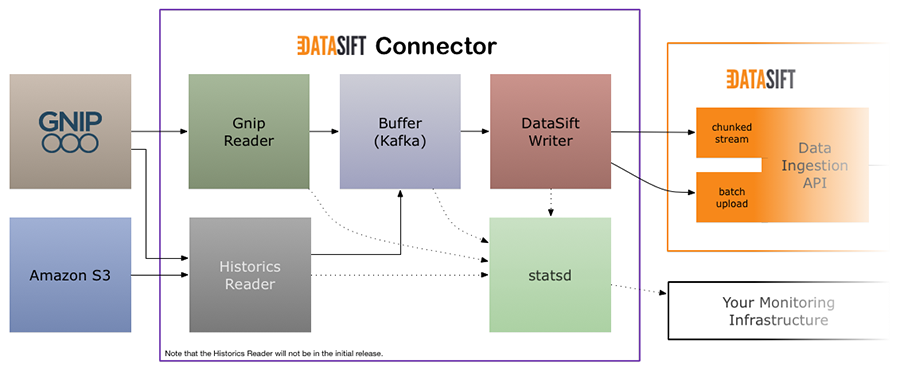 DATASIFT Connector
DATASIFT
GNIP
Gnip
Reader
Buffer
(Kafka)
DataSift
Writer
chunked
stream
Data
Ingestion
API
batch
upload
Amazon S3
Historics
Reader
statsd
Your Monitoring
Infrastructure
Note that the Historics Reader will not be in the initial release.